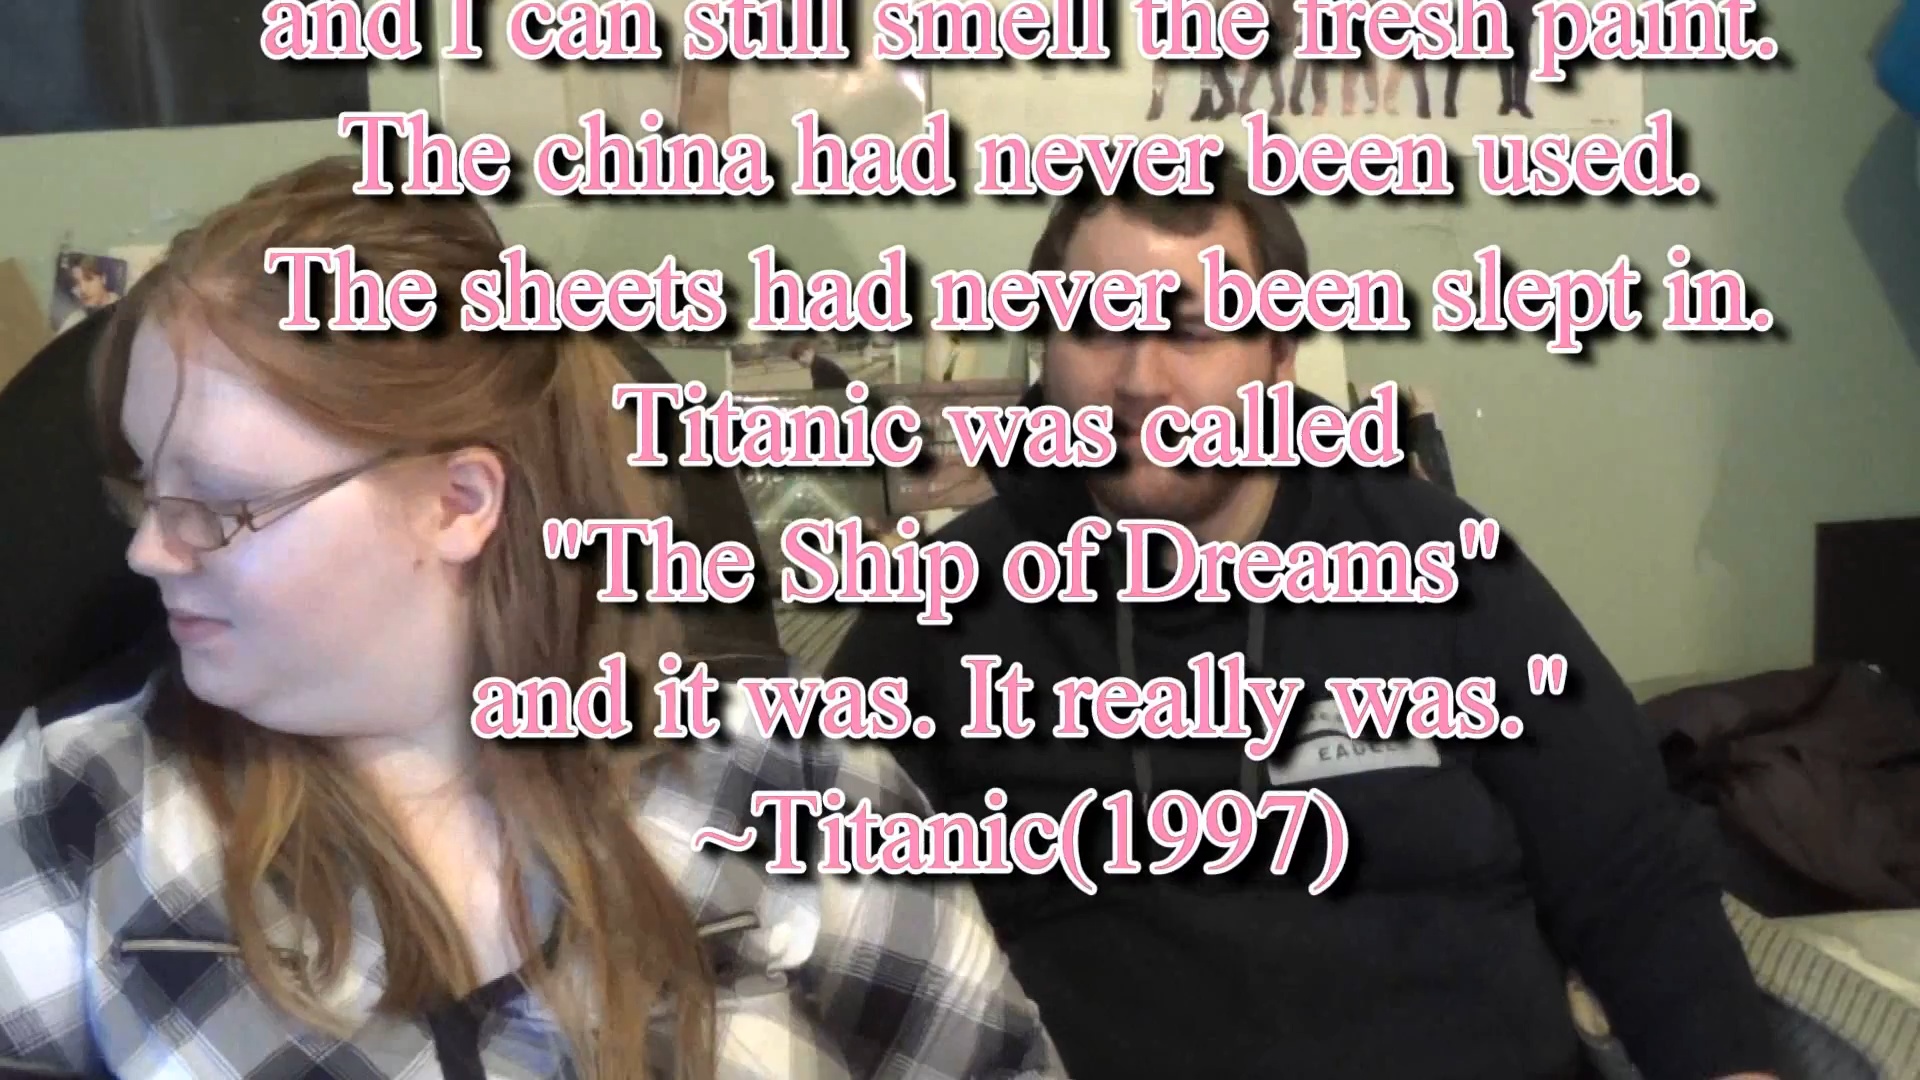 and I can still smell the fresh paint.
The china had never been used.
The sheets had never been slept in.
Titanic was called
"The Ship of Dreams"
and it was. It really was."
~Titanic(1997)